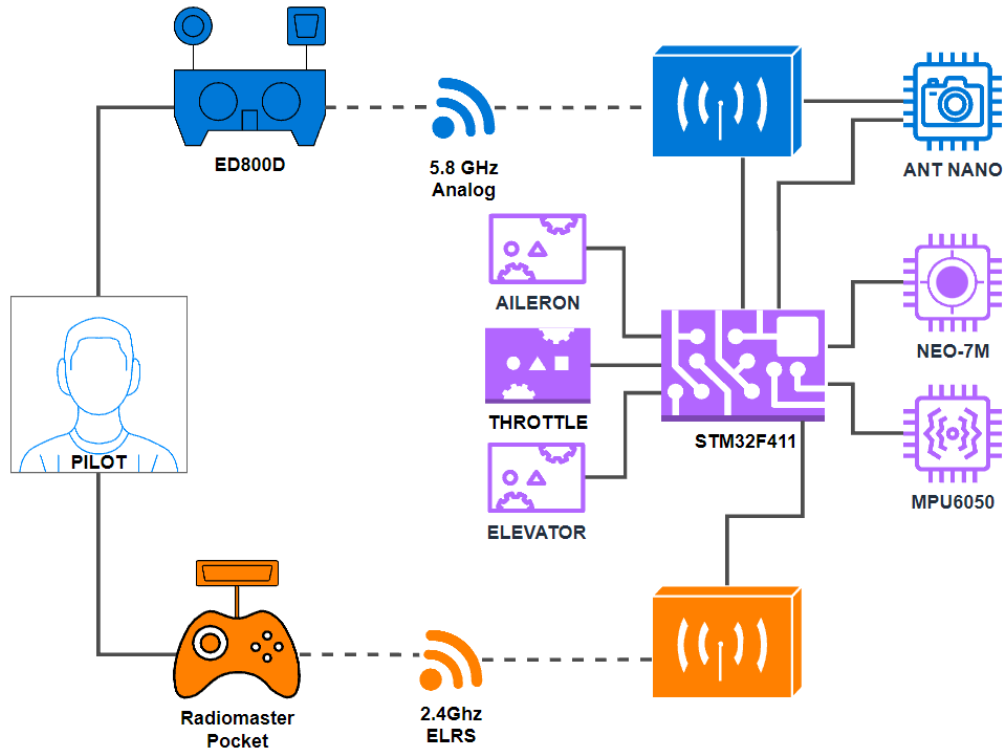 ED800D
5.8 GHz
Analog
ANT NANO
AILERON
NEO-7M
THROTTLE
STM32F411
PILOT
MPU6050
ELEVATOR
Radiomaster
Pocket
2.4Ghz
ELRS